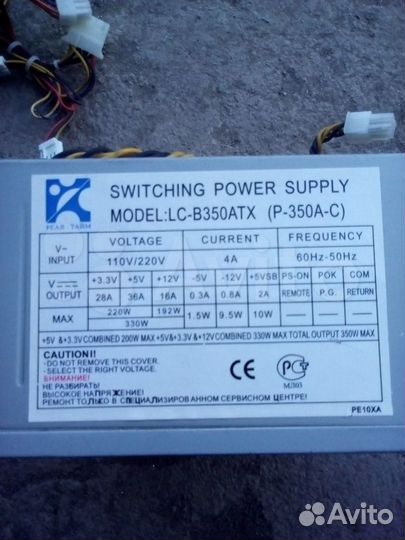 SWITCHING POWER SUPPLY
MODEL:LC-B350ATX (P-350A-C)
РЕАЛ - ТАЙМ
V~ INPUT VOLTAGE CURRENT FREQUENCY
110V/220V 4A 60Hz-50Hz
V OUTPUT +3.3V +5V +12V -5V -12V +5VSB PS-ON POK COM
28A 36A 16A 0.3A 0.8A 2A REMOTE P.G. RETURN
MAX 220W 192W 1.5W 9.5W 10W
330W
+5V &+3.3V COMBINED 200W MAX +5V&+3.3V &+12V COMBINED 330W MAX TOTAL OUTPUT 350W MAX
CAUTION!!
-DO NOT REMOVE THIS COVER.
-SELECT THE RIGHT VOLTAGE.
ВНИМАНИЕ!
НЕ РАЗБИРАТЬ!
ВЫСОКОЕ НАПРЯЖЕНИЕ!
РЕМОНТ ТОЛЬКО В СПЕЦИАЛИЗИРОВАННОМ СЕРВИСНОМ ЦЕНТРЕ!
CE
РСТ
МЛ03
PE10XA
Avito